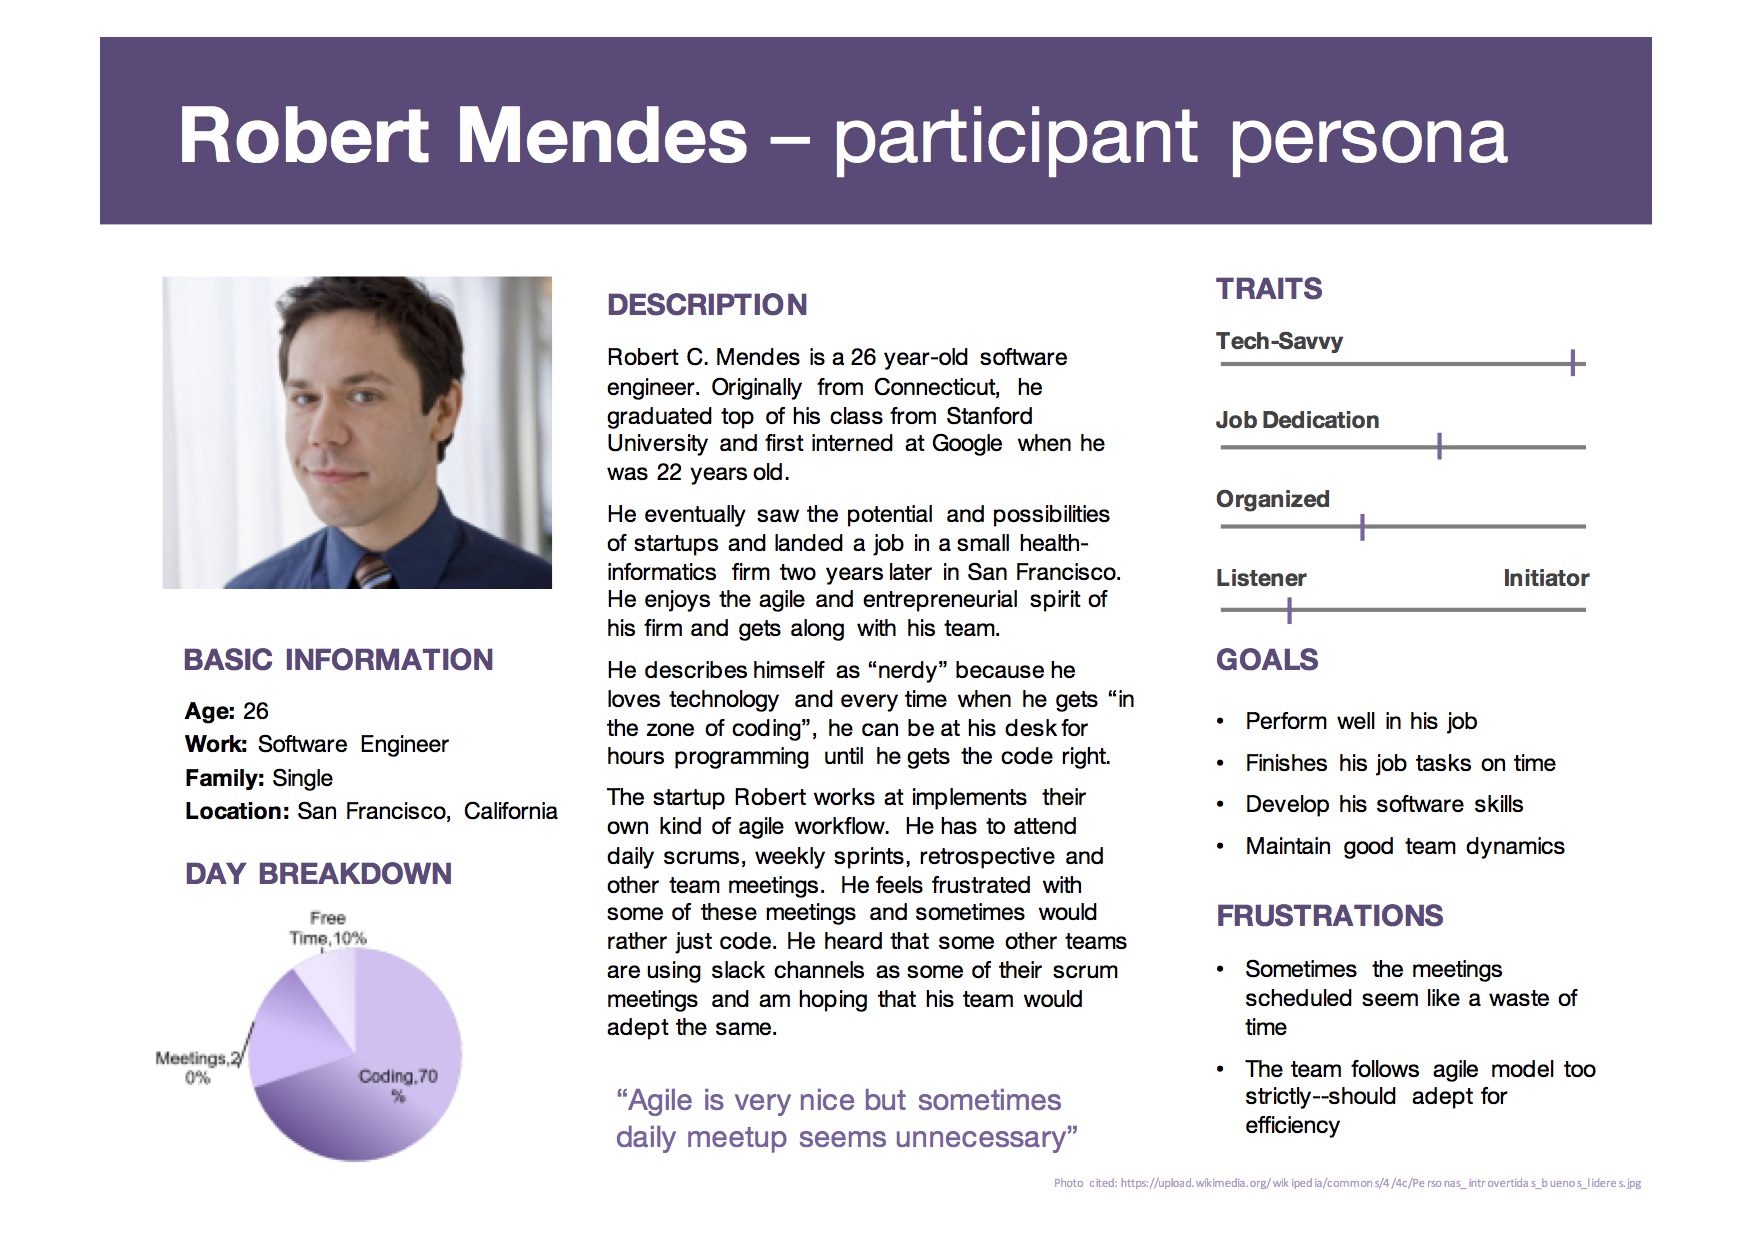 Robert Mendes – participant persona
BASIC INFORMATION
Age: 26
Work: Software Engineer
Family: Single
Location: San Francisco, California
DAY BREAKDOWN
Free
Time,10%
Meetings,2
0%
Coding,70
%
DESCRIPTION
Robert C. Mendes is a 26 year-old software
engineer. Originally from Connecticut, he
graduated top of his class from Stanford
University and first interned at Google when he
was 22 years old.
He eventually saw the potential and possibilities
of startups and landed a job in a small health-
informatics firm two years later in San Francisco.
He enjoys the agile and entrepreneurial spirit of
his firm and gets along with his team.
He describes himself as “nerdy” because he
loves technology and every time when he gets “in
the zone of coding”, he can be at his desk for
hours programming until he gets the code right.
The startup Robert works at implements their
own kind of agile workflow. He has to attend
daily scrums, weekly sprints, retrospective and
other team meetings. He feels frustrated with
some of these meetings and sometimes would
rather just code. He heard that some other teams
are using slack channels as some of their scrum
meetings and am hoping that his team would
adept the same.
“Agile is very nice but sometimes
daily meetup seems unnecessary”
TRAITS
Tech-Savvy
Job Dedication
Organized
Listener Initiator
GOALS
• Perform well in his job
• Finishes his job tasks on time
• Develop his software skills
• Maintain good team dynamics
FRUSTRATIONS
• Sometimes the meetings
scheduled seem like a waste of
time
• The team follows agile model too
strictly--should adept for
efficiency
Photo cited: https://upload.wikimedia.org/wikipedia/commons/4/4c/Personas_introvertidas_buenos_lideres.jpg